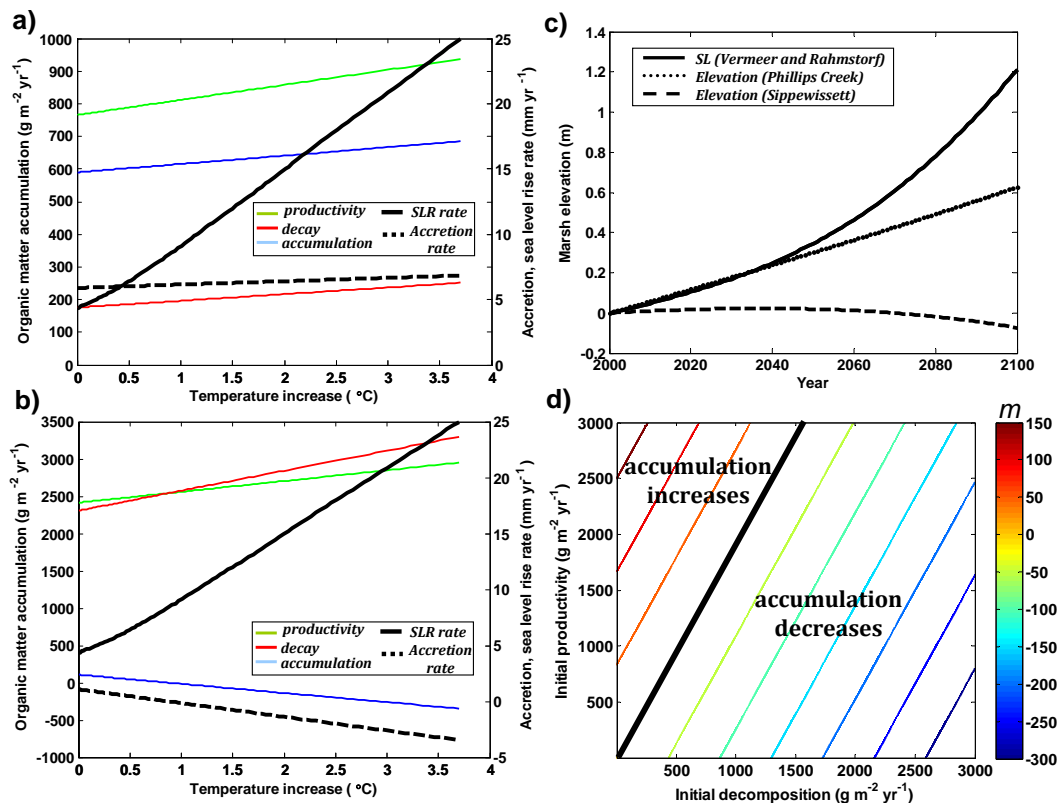 a)
1000
900
800
700
600
500
400
300
200
100
0
Organic matter accumulation (g m⁻² yr⁻¹)
25
20
15
10
5
0
Accretion, sea level rise rate (mm yr⁻¹)
productivity
decay
accumulation
SLR rate
Accretion rate
0 0.5 1 1.5 2 2.5 3 3.5 4
Temperature increase ( °C)
c)
1.4
1.2
1.0
0.8
0.6
0.4
0.2
0
-0.2
Marsh elevation (m)
SL (Vermeer and Rahmstorf)
Elevation (Phillips Creek)
Elevation (Sippewissett)
2000 2020 2040 2060 2080 2100
Year
b)
3500
3000
2500
2000
1500
1000
500
0
-500
-1000
Organic matter accumulation (g m⁻² yr⁻¹)
25
20
15
10
5
0
-5
Accretion, sea level rise rate (mm yr⁻¹)
productivity
decay
accumulation
SLR rate
Accretion rate
0 0.5 1 1.5 2 2.5 3 3.5 4
Temperature increase ( °C)
d)
3000
2500
2000
1500
1000
500
Initial productivity (g m⁻² yr⁻¹)
accumulation
increases
accumulation
decreases
500 1000 1500 2000 2500 3000
Initial decomposition (g m⁻² yr⁻¹)
m
150
100
50
0
-50
-100
-150
-200
-250
-300